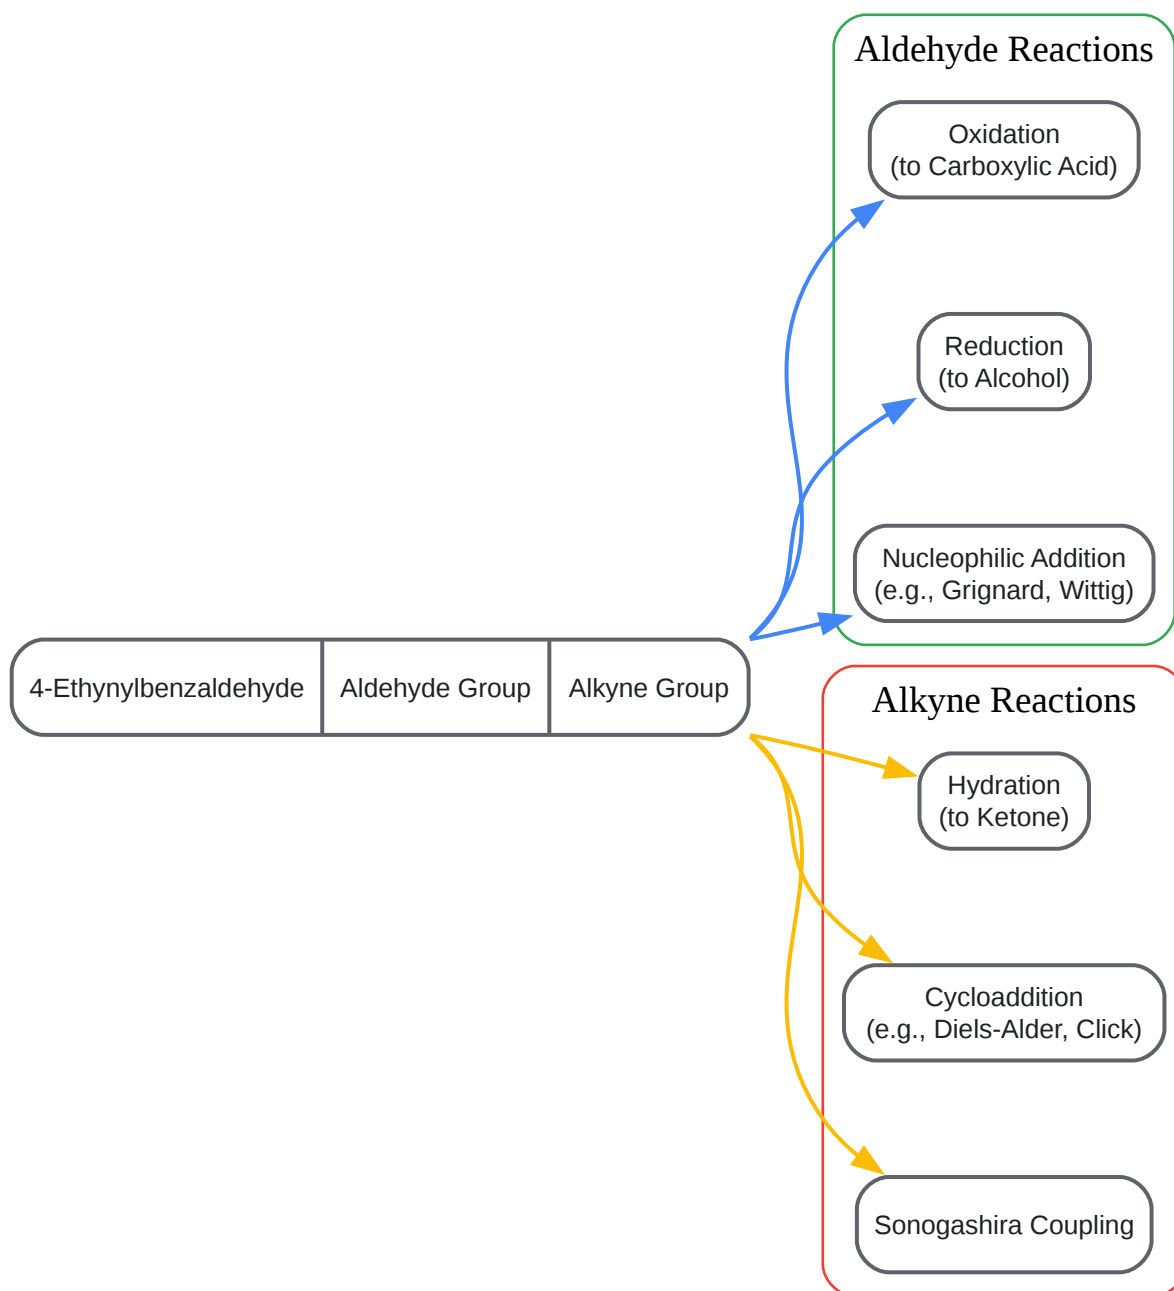 Aldehyde Reactions
Oxidation
(to Carboxylic Acid)
Reduction
(to Alcohol)
Nucleophilic Addition
(e.g., Grignard, Wittig)
4-Ethynylbenzaldehyde
Aldehyde Group
Alkyne Group
Alkyne Reactions
Hydration
(to Ketone)
Cycloaddition
(e.g., Diels-Alder, Click)
Sonogashira Coupling